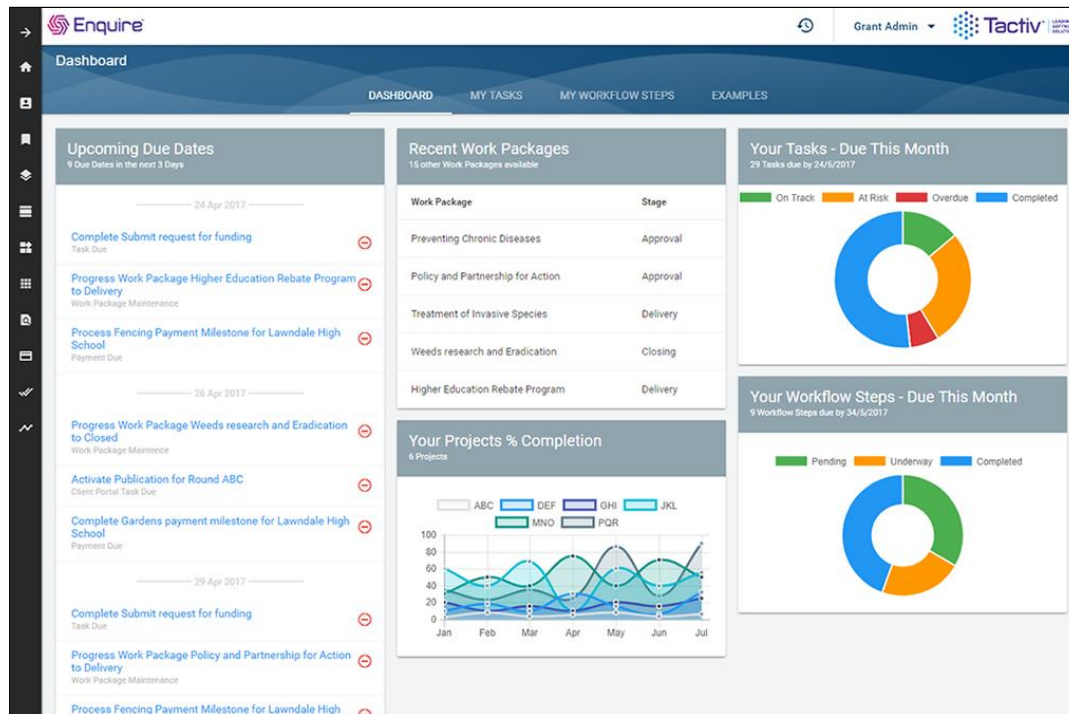 Enquire
Grant Admin
Tactiv
Dashboard
DASHBOARD MY TASKS MY WORKFLOW STEPS EXAMPLES
Upcoming Due Dates
9 Due Dates in the next 3 Days
24 Apr 2017
Complete Submit request for funding
Task Due
Progress Work Package Higher Education Rebate Program
to Delivery
Work Package Maintenance
Process Fencing Payment Milestone for Lawndale High
School
Payment Due
26 Apr 2017
Progress Work Package Weeds research and Eradication
to Closed
Work Package Maintence
Activate Publication for Round ABC
Client Portal Task Due
Complete Gardens payment milestone for Lawndale High
School
Payment Due
29 Apr 2017
Complete Submit request for funding
Task Due
Progress Work Package Policy and Partnership for Action
to Delivery
Work Package Maintenance
Process Fencing Payment Milestone for Lawndale High
Recent Work Packages
15 other Work Packages available
Work Package Stage
Preventing Chronic Diseases Approval
Policy and Partnership for Action Approval
Treatment of Invasive Species Delivery
Weeds research and Eradication Closing
Higher Education Rebate Program Delivery
Your Projects % Completion
6 Projects
ABC DEF GHI JKL
MNO PQR
100
80
60
40
20
0
Jan Feb Mar Apr May Jun Jul
Your Tasks - Due This Month
29 Tasks due by 24/5/2017
On Track At Risk Overdue Completed
Your Workflow Steps - Due This Month
9 Workflow Steps due by 34/5/2017
Pending Underway Completed